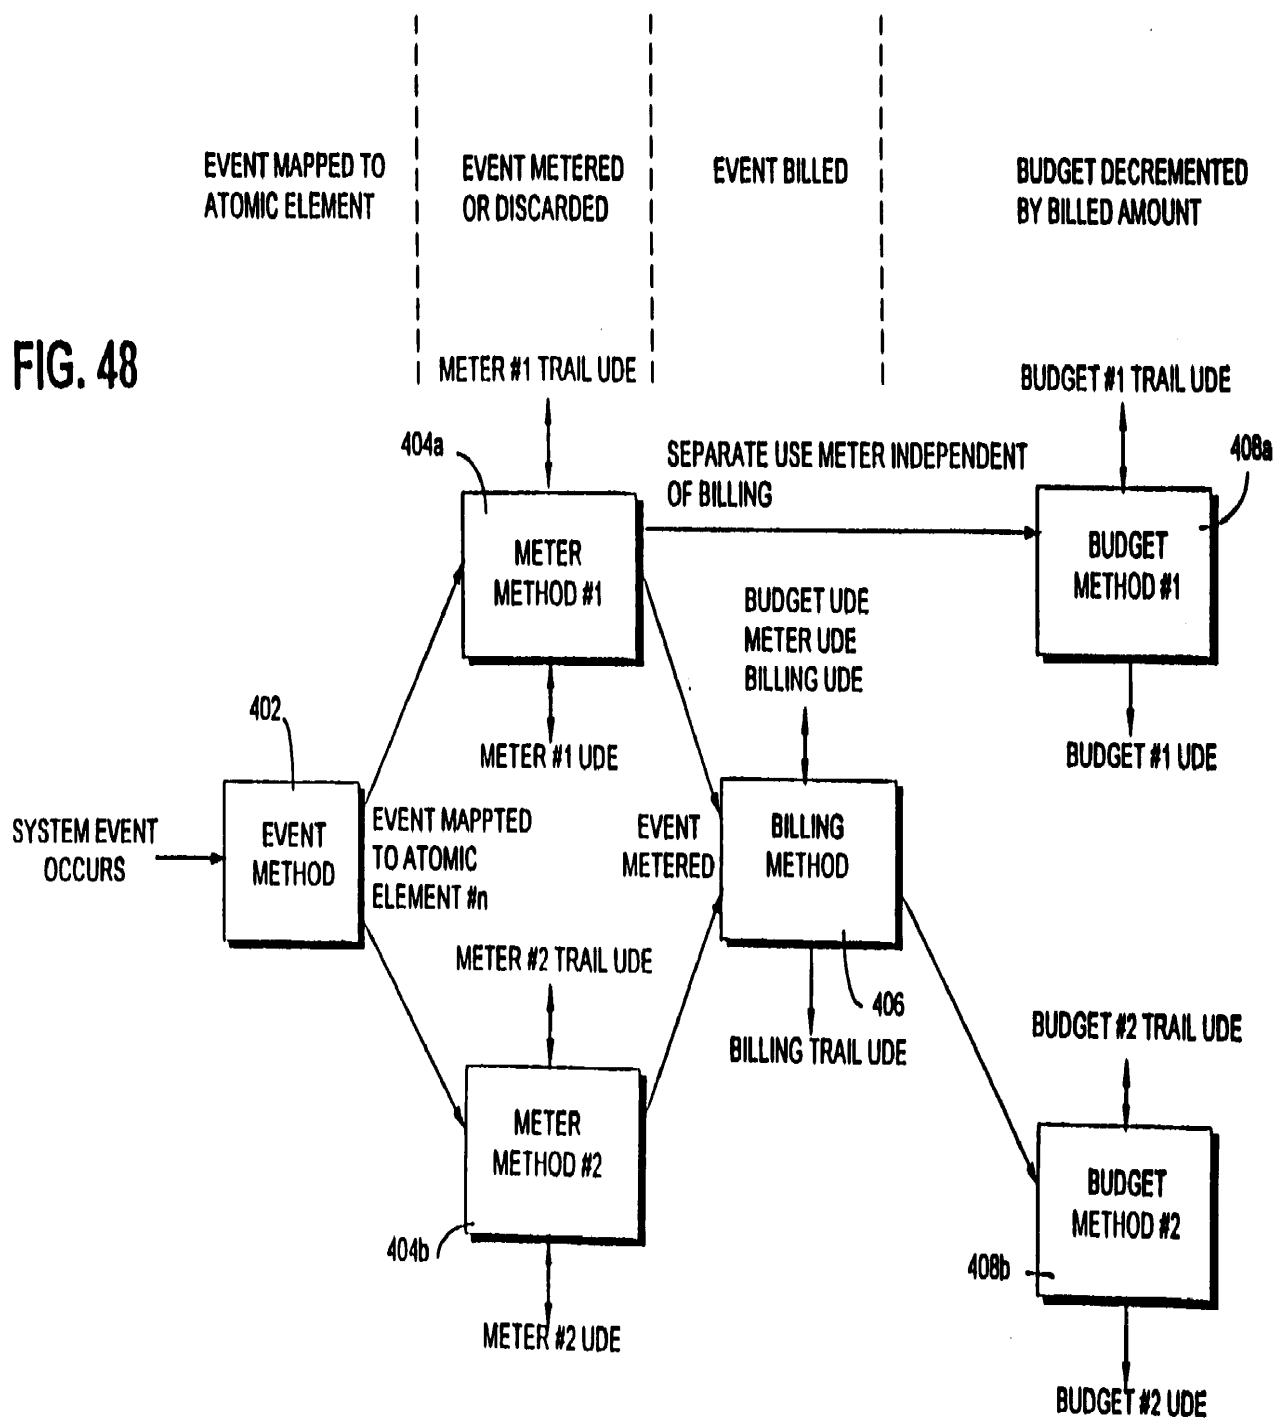 EVENT MAPPED TO
ATOMIC ELEMENT
EVENT METERED
OR DISCARDED
EVENT BILLED
BUDGET DECREMENTED
BY BILLED AMOUNT
FIG. 48
METER #1 TRAIL UDE
BUDGET #1 TRAIL UDE
404a
SEPARATE USE METER INDEPENDENT
OF BILLING
408a
METER
METHOD #1
BUDGET
METHOD #1
BUDGET UDE
METER UDE
BILLING UDE
402
METER #1 UDE
BUDGET #1 UDE
SYSTEM EVENT
OCCURS
EVENT
METHOD
EVENT MAPPTED
TO ATOMIC
ELEMENT #n
EVENT
METERED
BILLING
METHOD
METER #2 TRAIL UDE
406
BILLING TRAIL UDE
BUDGET #2 TRAIL UDE
METER
METHOD #2
BUDGET
METHOD #2
404b
408b
METER #2 UDE
BUDGET #2 UDE